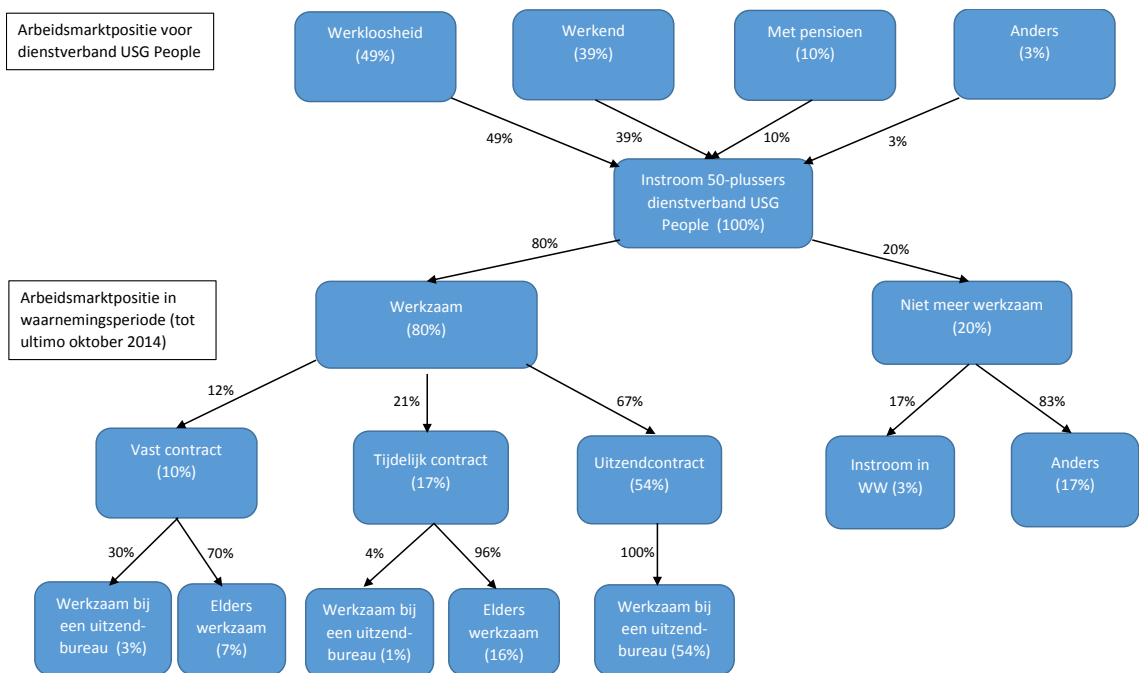 Arbeidsmarktpositie voor
dienstverband USG People
Werkloosheid
(49%)
Werkend
(39%)
Met pensioen
(10%)
Anders
(3%)
49%
39%
10%
3%
Instroom 50-plussers
dienstverband USG
People (100%)
80%
20%
Arbeidsmarktpositie in
waarnemingsperiode (tot
ultimo oktober 2014)
Werkzaam
(80%)
Niet meer werkzaam
(20%)
12%
21%
67%
17%
83%
Vast contract
(10%)
Tijdelijk contract
(17%)
Uitzendcontract
(54%)
Instroom in
WW (3%)
Anders
(17%)
30%
70%
4%
96%
100%
Werkzaam bij
een uitzend-
bureau (3%)
Elders
werkzaam
(7%)
Werkzaam bij
een uitzend-
bureau (1%)
Elders
werkzaam
(16%)
Werkzaam bij
een uitzend-
bureau (54%)